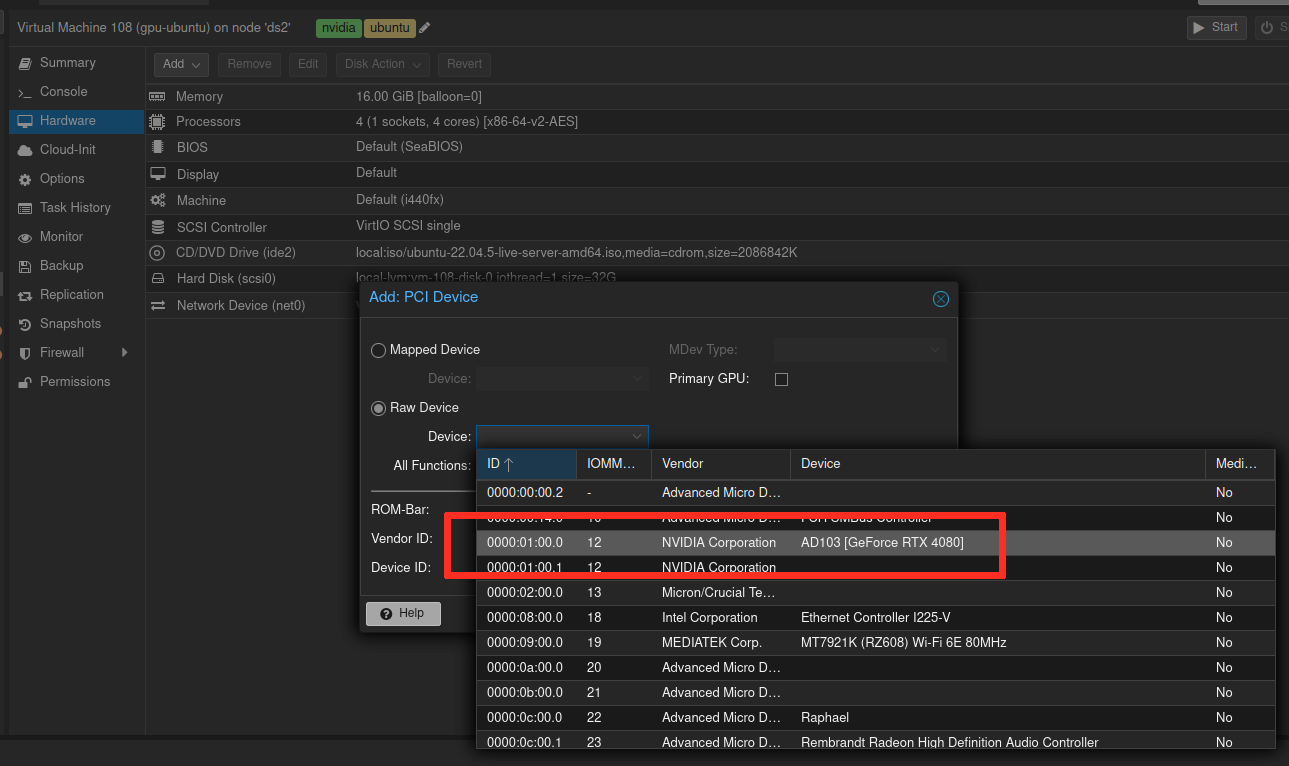 Virtual Machine 108 (gpu-ubuntu) on node 'ds2' nvidia ubuntu Start
Summary
Console
Hardware
Cloud-Init
Options
Task History
Monitor
Backup
Replication
Snapshots
Firewall
Permissions
Add Remove Edit Disk Action Revert
Memory 16.00 GiB [balloon=0]
Processors 4 (1 sockets, 4 cores) [x86-64-v2-AES]
BIOS Default (SeaBIOS)
Display Default
Machine Default (i440fx)
SCSI Controller VirtIO SCSI single
CD/DVD Drive (ide2) local:iso/ubuntu-22.04.5-live-server-amd64.iso,media=cdrom,size=2086842K
Hard Disk (scsi0) local-lvm:vm-108-disk-0,iothread=1,size=32G
Network Device (net0)
Add: PCI Device
Mapped Device MDev Type:
Device: Primary GPU:
Raw Device
Device:
All Functions:
ROM-Bar:
Vendor ID:
Device ID:
Help
ID ↑ IOMM... Vendor Device Medi...
0000:00:00.2 - Advanced Micro D...
0000:00:14.0 16 Advanced Micro D... FCH SMBus Controller No
0000:01:00.0 12 NVIDIA Corporation AD103 [GeForce RTX 4080] No
0000:01:00.1 12 NVIDIA Corporation No
0000:02:00.0 13 Micron/Crucial Te... No
0000:08:00.0 18 Intel Corporation Ethernet Controller I225-V No
0000:09:00.0 19 MEDIATEK Corp. MT7921K (RZ608) Wi-Fi 6E 80MHz No
0000:0a:00.0 20 Advanced Micro D... No
0000:0b:00.0 21 Advanced Micro D... No
0000:0c:00.0 22 Advanced Micro D... Raphael No
0000:0c:00.1 23 Advanced Micro D... Rembrandt Radeon High Definition Audio Controller No